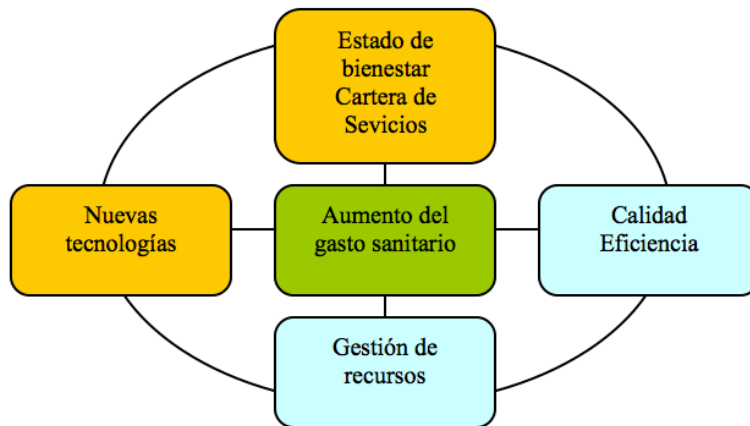 Estado de
bienestar
Cartera de
Sevicios
Nuevas
tecnologías
Aumento del
gasto sanitario
Calidad
Eficiencia
Gestión de
recursos